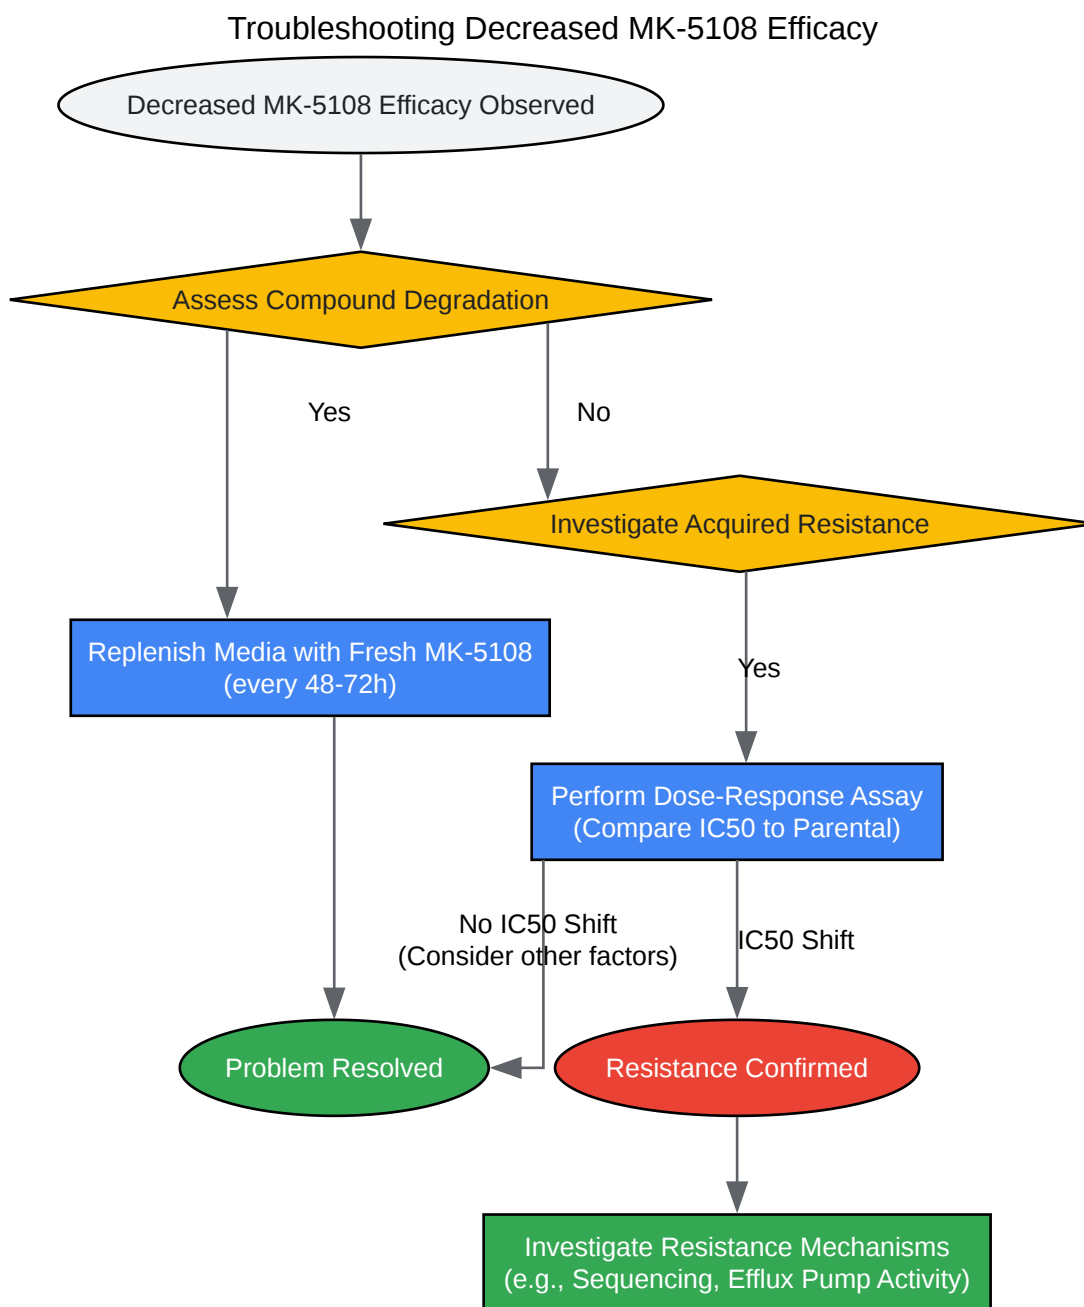 Troubleshooting Decreased MK-5108 Efficacy
Decreased MK-5108 Efficacy Observed
Assess Compound Degradation
Yes
No
Investigate Acquired Resistance
Replenish Media with Fresh MK-5108
(every 48-72h)
Yes
Perform Dose-Response Assay
(Compare IC50 to Parental)
No IC50 Shift
(Consider other factors)
IC50 Shift
Problem Resolved
Resistance Confirmed
Investigate Resistance Mechanisms
(e.g., Sequencing, Efflux Pump Activity)